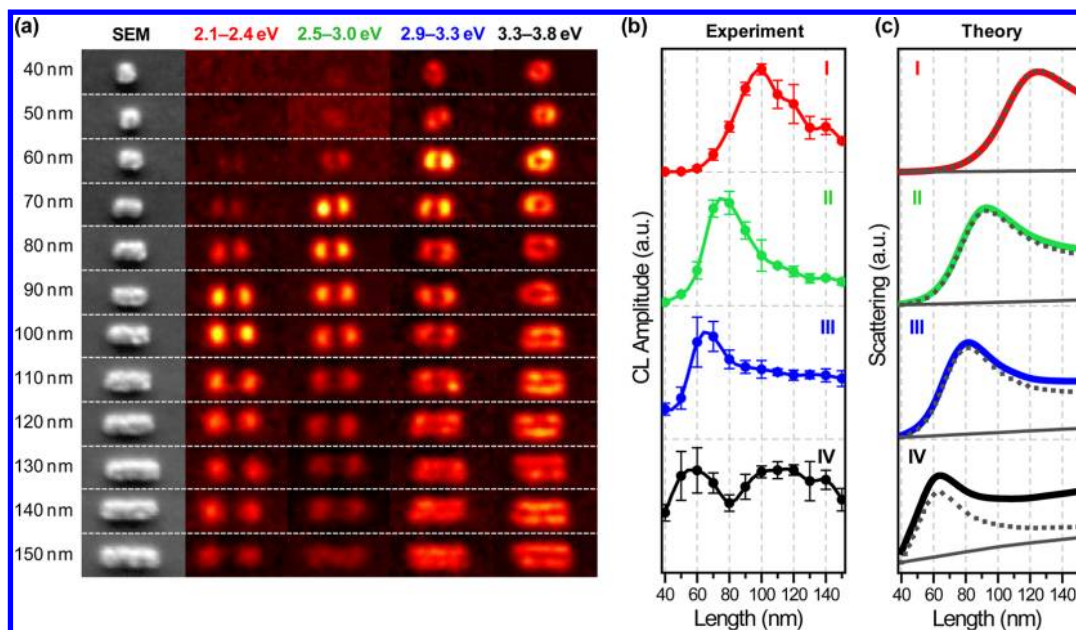 (a)
SEM 2.1–2.4 eV 2.5–3.0 eV 2.9–3.3 eV 3.3–3.8 eV
40 nm
50 nm
60 nm
70 nm
80 nm
90 nm
100 nm
110 nm
120 nm
130 nm
140 nm
150 nm
(b) Experiment
I
II
III
IV
CL Amplitude (a.u.)
40 60 80 100 120 140
Length (nm)
(c) Theory
I
II
III
IV
Scattering (a.u.)
40 60 80 100 120 140
Length (nm)